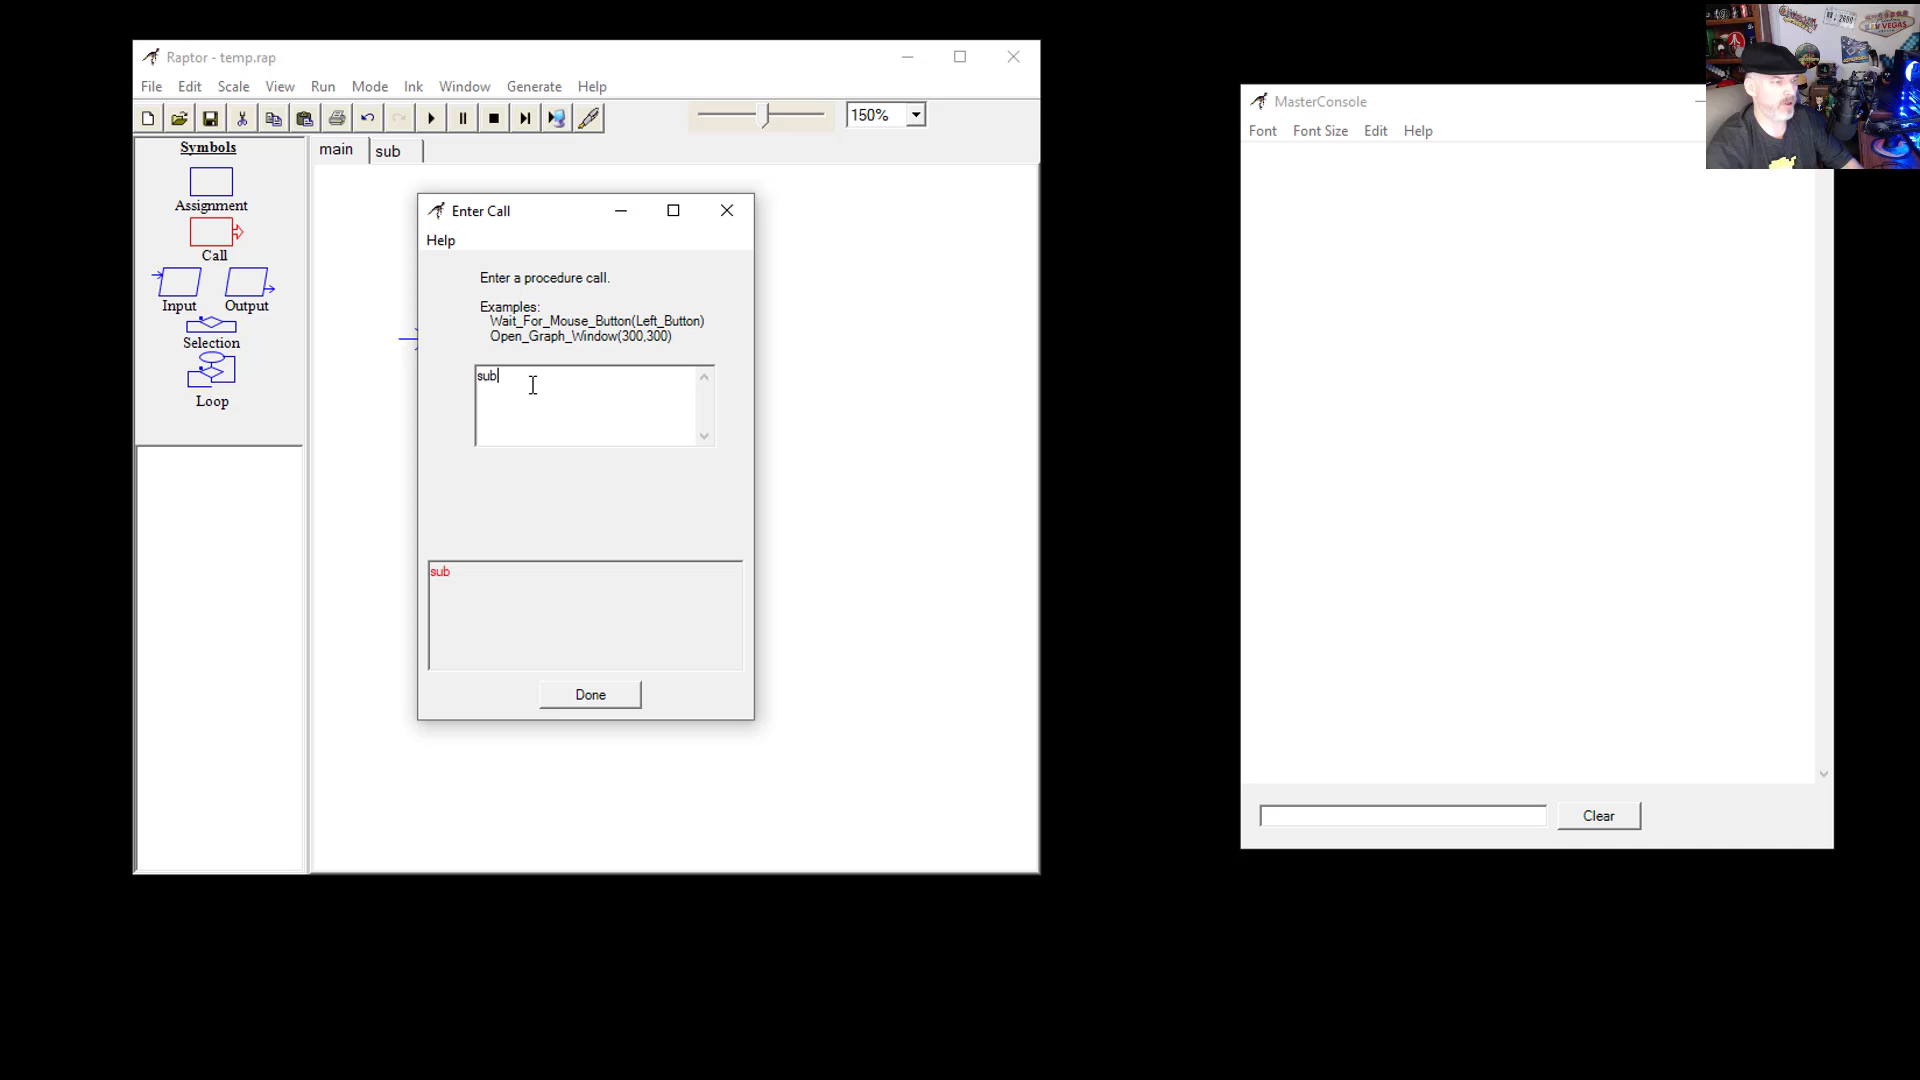 Raptor - temp.rap
File Edit Scale View Run Mode Ink Window Generate Help
150%
Symbols
main
sub
Assignment
Call
Input Output
Selection
Loop
Enter Call
Help
Enter a procedure call.
Examples:
Wait_For_Mouse_Button(Left_Button)
Open_Graph_Window(300,300)
sub
sub
Done
MasterConsole
Font Font Size Edit Help
Clear